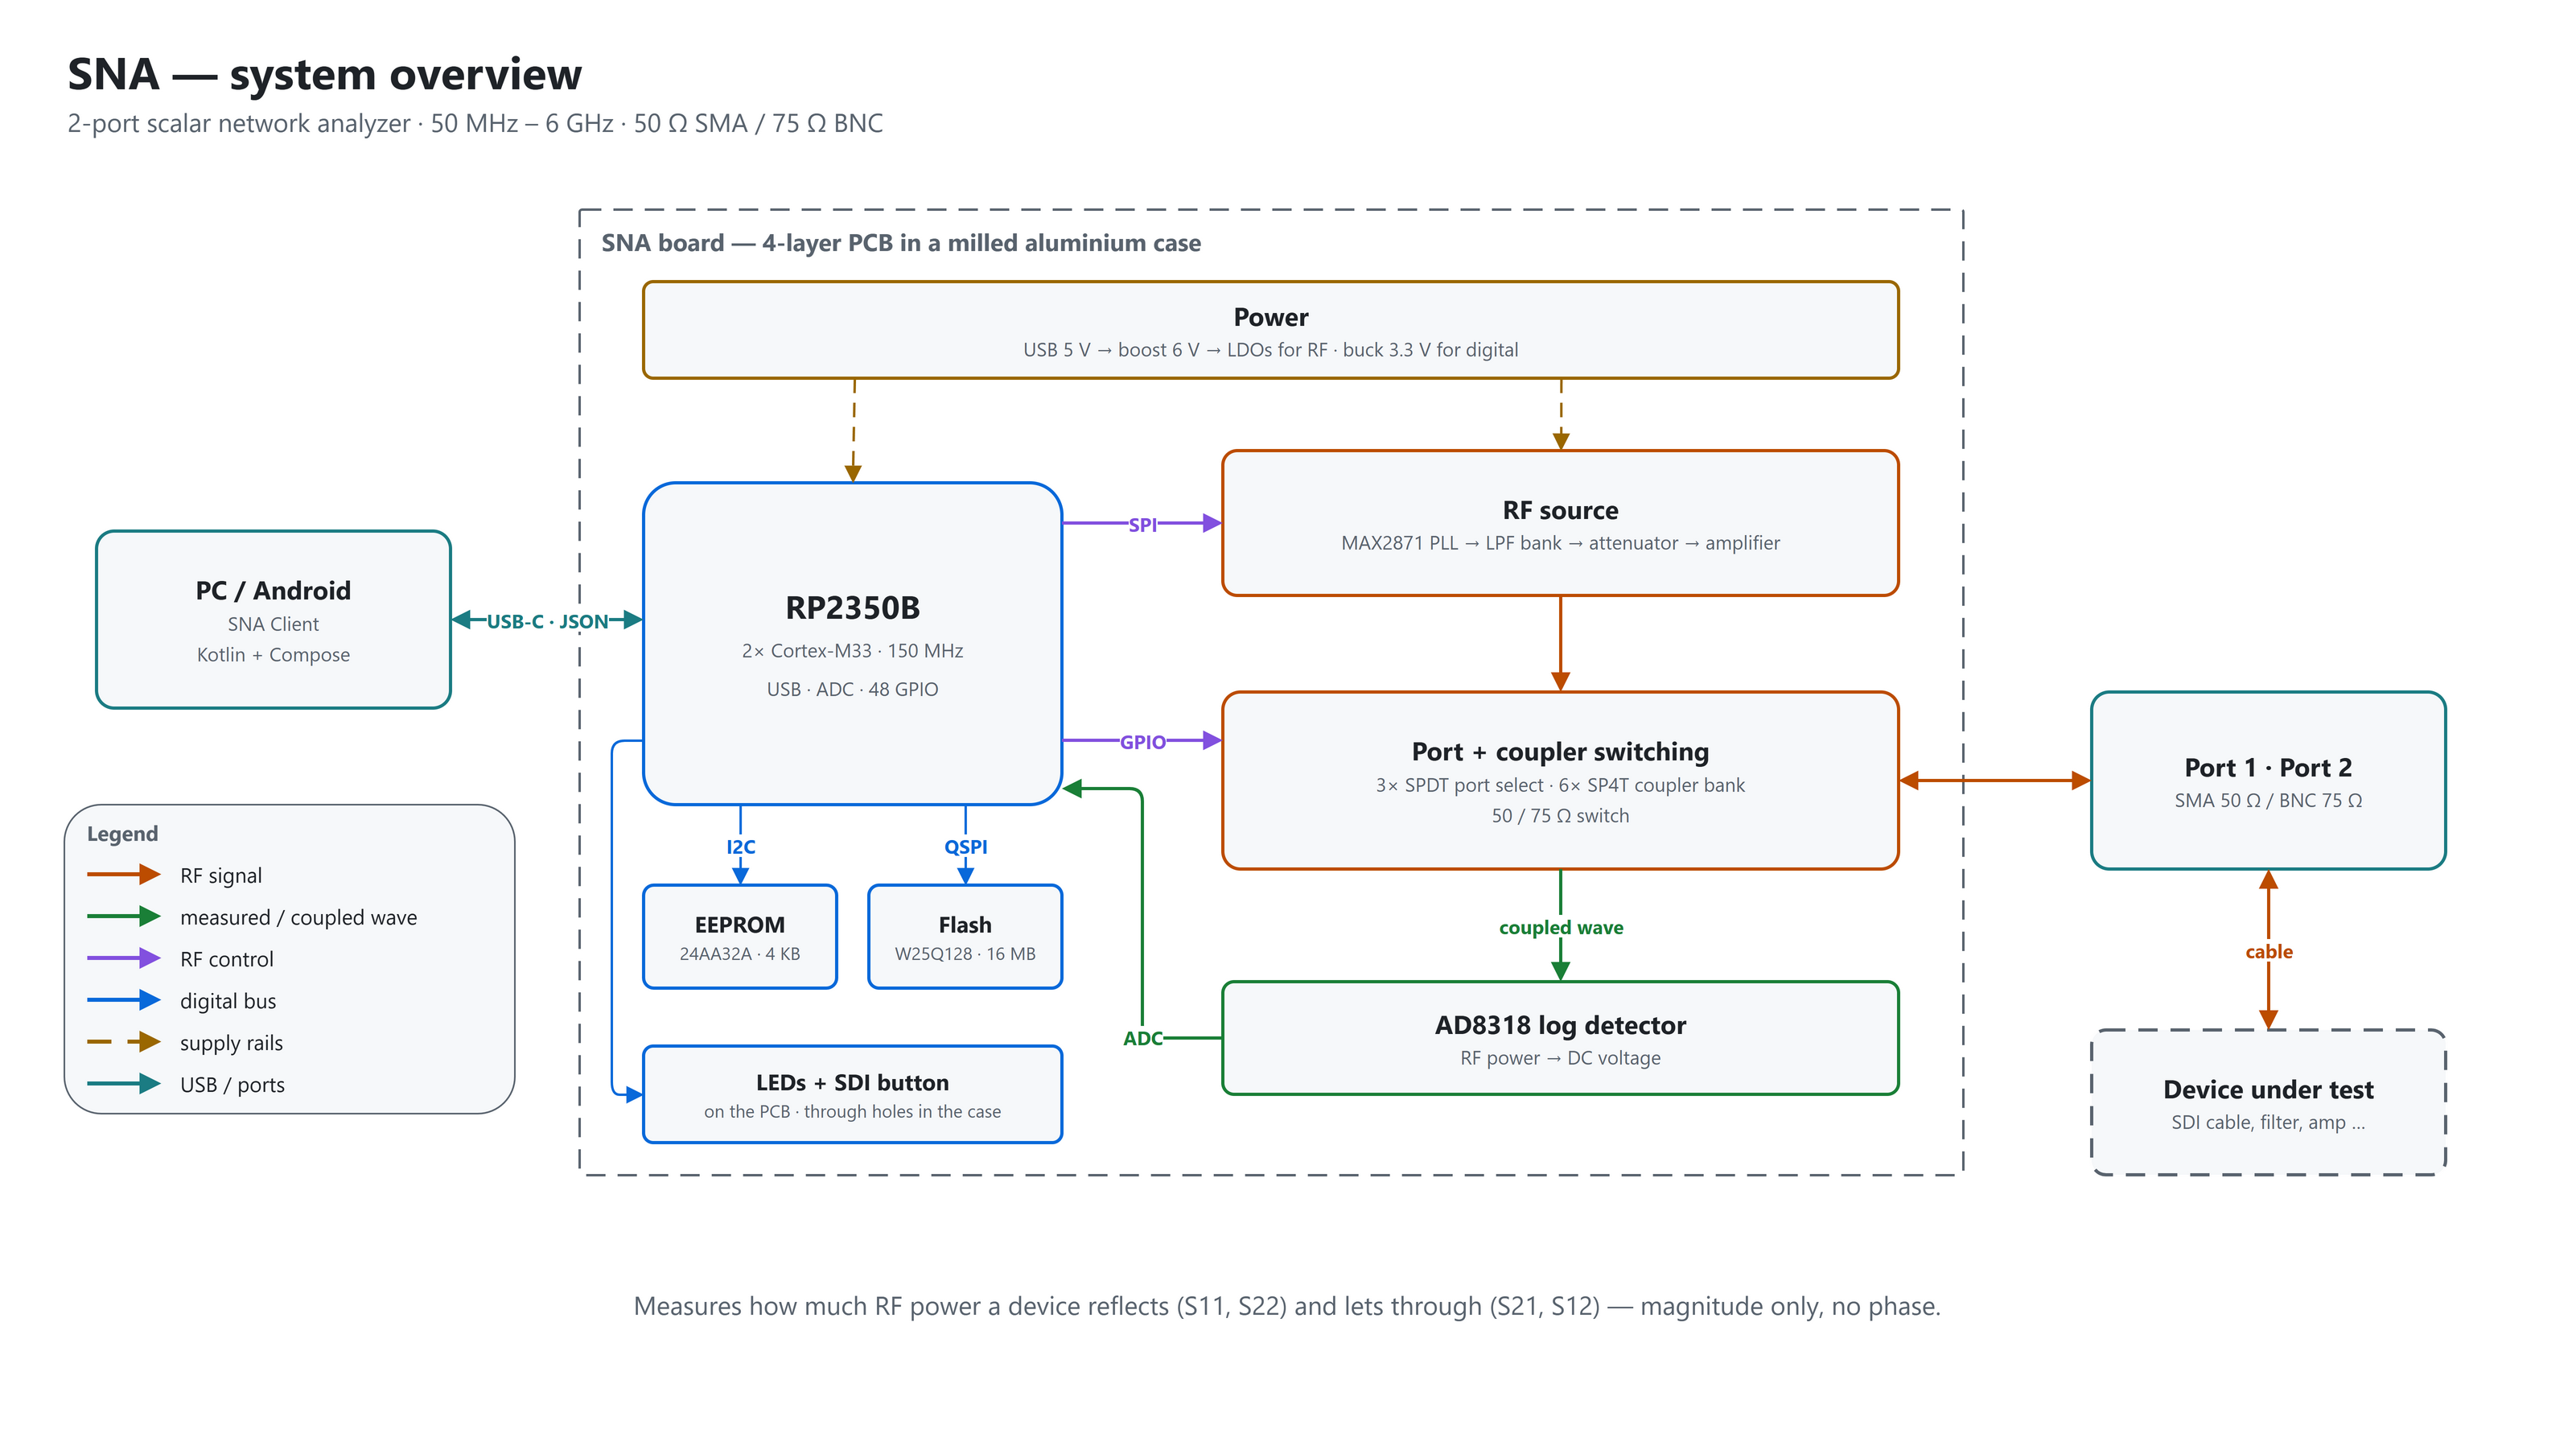 SNA — system overview
2-port scalar network analyzer · 50 MHz – 6 GHz · 50 Ω SMA / 75 Ω BNC
SNA board — 4-layer PCB in a milled aluminium case
Power
USB 5 V → boost 6 V → LDOs for RF · buck 3.3 V for digital
PC / Android
SNA Client
Kotlin + Compose
USB-C · JSON
RP2350B
2× Cortex-M33 · 150 MHz
USB · ADC · 48 GPIO
SPI
RF source
MAX2871 PLL → LPF bank → attenuator → amplifier
GPIO
Port + coupler switching
3× SPDT port select · 6× SP4T coupler bank
50 / 75 Ω switch
Port 1 · Port 2
SMA 50 Ω / BNC 75 Ω
Legend
RF signal
measured / coupled wave
RF control
digital bus
supply rails
USB / ports
I2C
QSPI
EEPROM
24AA32A · 4 KB
Flash
W25Q128 · 16 MB
LEDs + SDI button
on the PCB · through holes in the case
coupled wave
ADC
AD8318 log detector
RF power → DC voltage
cable
Device under test
SDI cable, filter, amp ...
Measures how much RF power a device reflects (S11, S22) and lets through (S21, S12) — magnitude only, no phase.